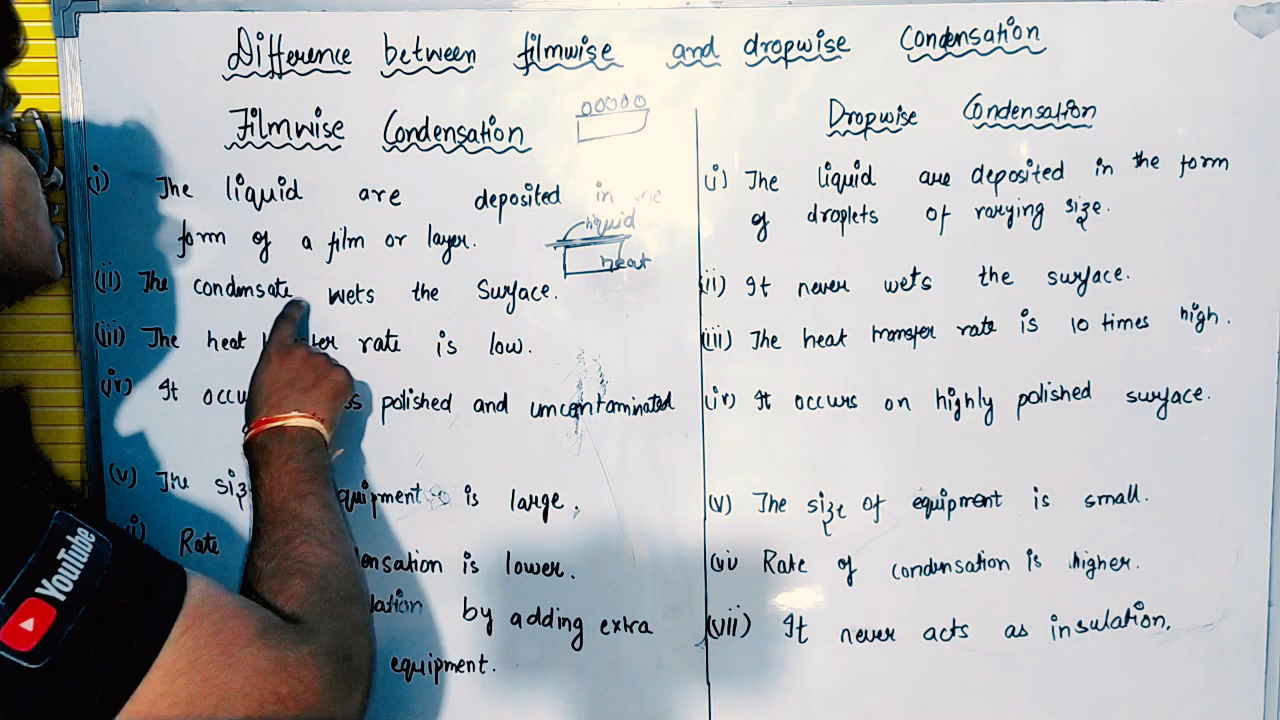 Difference between filmwise and dropwise Condensation
Filmwise Condensation
(i) The liquid are deposited in the
form of a film or layer.
liquid
heat
(ii) The condensate wets the Surface.
(iii) The heat rate is low.
(iv) It polished and uncontaminated
(v) The is large.
Rate is lower.
by adding extra
equipment.
Dropwise Condensation
(i) The liquid are deposited in the form
of droplets of varying size.
(ii) It never wets the surface.
(iii) The heat transfer rate is 10 times high.
(iv) It occurs on highly polished surface.
(v) The size of equipment is small.
(vi Rate of condensation is higher.
(vii) It never acts as insulation.
YouTube